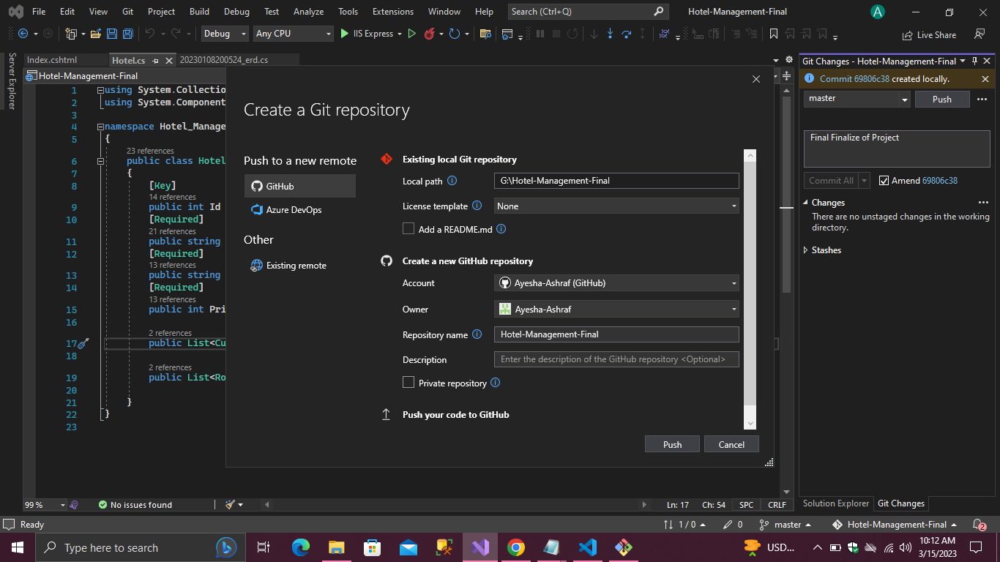 File Edit View Git Project Build Debug Test Analyze Tools Extensions Window Help Search (Ctrl+Q) Hotel-Management-Final A
Debug Any CPU IIS Express Live Share
Server Explorer
Index.cshtml Hotel.cs 20230108200524_erd.cs
Hotel-Management-Final
1 using System.Collectio
2 using System.Component
3
4 namespace Hotel_Manage
5 {
23 references
6 public class Hotel
7 {
8 [Key]
14 references
9 public int Id
10 [Required]
21 references
11 public string
12 [Required]
13 references
13 public string
14 [Required]
13 references
15 public int Pri
16
2 references
17 public List<Cu
18
2 references
19 public List<Ro
20
21 }
22 }
23
Create a Git repository
Push to a new remote
GitHub
Azure DevOps
Other
Existing remote
Existing local Git repository
Local path G:\Hotel-Management-Final
License template None
Add a README.md
Create a new GitHub repository
Account Ayesha-Ashraf (GitHub)
Owner Ayesha-Ashraf
Repository name Hotel-Management-Final
Description Enter the description of the GitHub repository <Optional>
Private repository
Push your code to GitHub
Push Cancel
Git Changes - Hotel-Management-Final
Commit 69806c38 created locally.
master Push
Final Finalize of Project
Commit All Amend 69806c38
Changes
There are no unstaged changes in the working
directory.
Stashes
99 % No issues found Ln: 17 Ch: 54 SPC CRLF
Solution Explorer Git Changes
Ready 1 / 0 0 master Hotel-Management-Final 2
Type here to search USD... 10:12 AM
3/15/2023